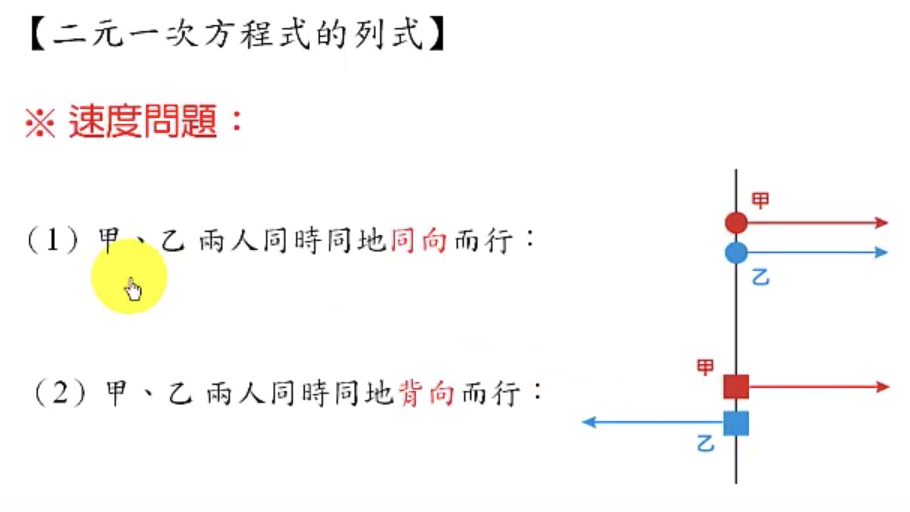 【二元一次方程式的列式】
※ 速度問題：
（1）甲、乙 兩人同時同地同向而行：
甲
乙
（2）甲、乙 兩人同時同地背向而行：
甲
乙